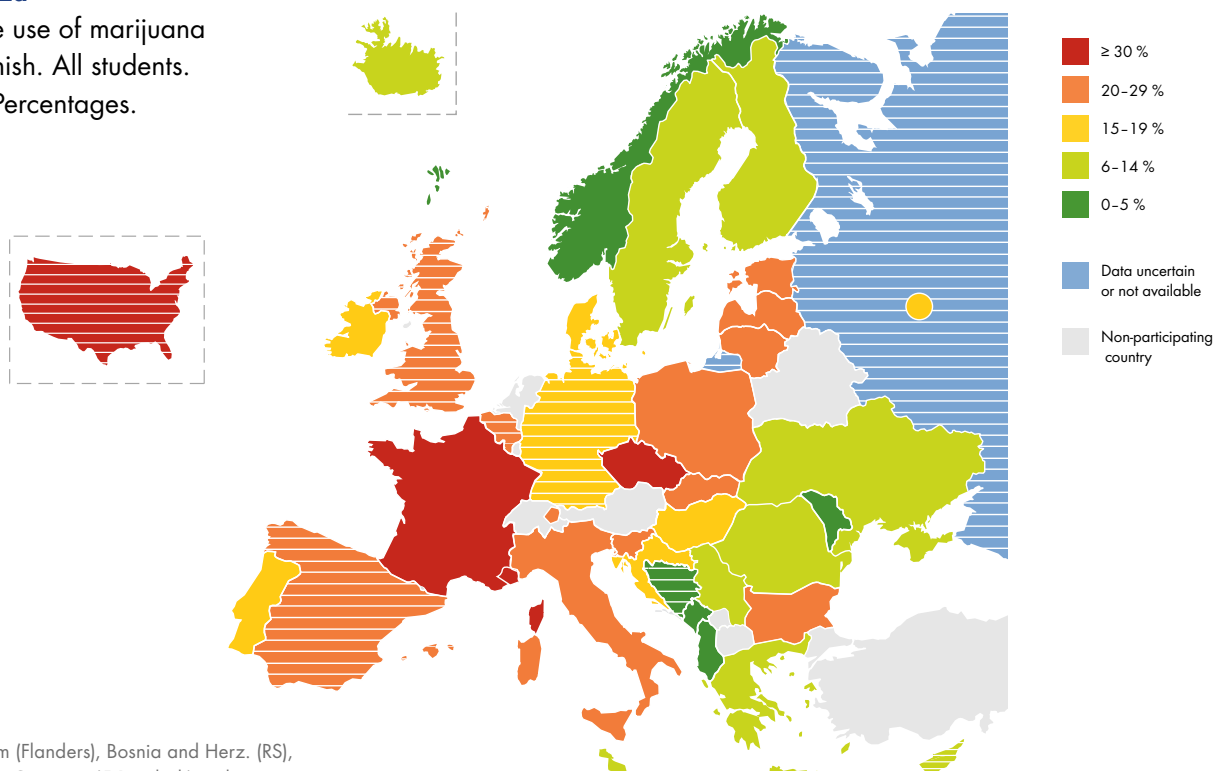 e use of marijuana
nish. All students.
Percentages.
≥ 30 %
20–29 %
15–19 %
6–14 %
0–5 %
Data uncertain
or not available
Non-participating
country
m (Flanders), Bosnia and Herz. (RS),